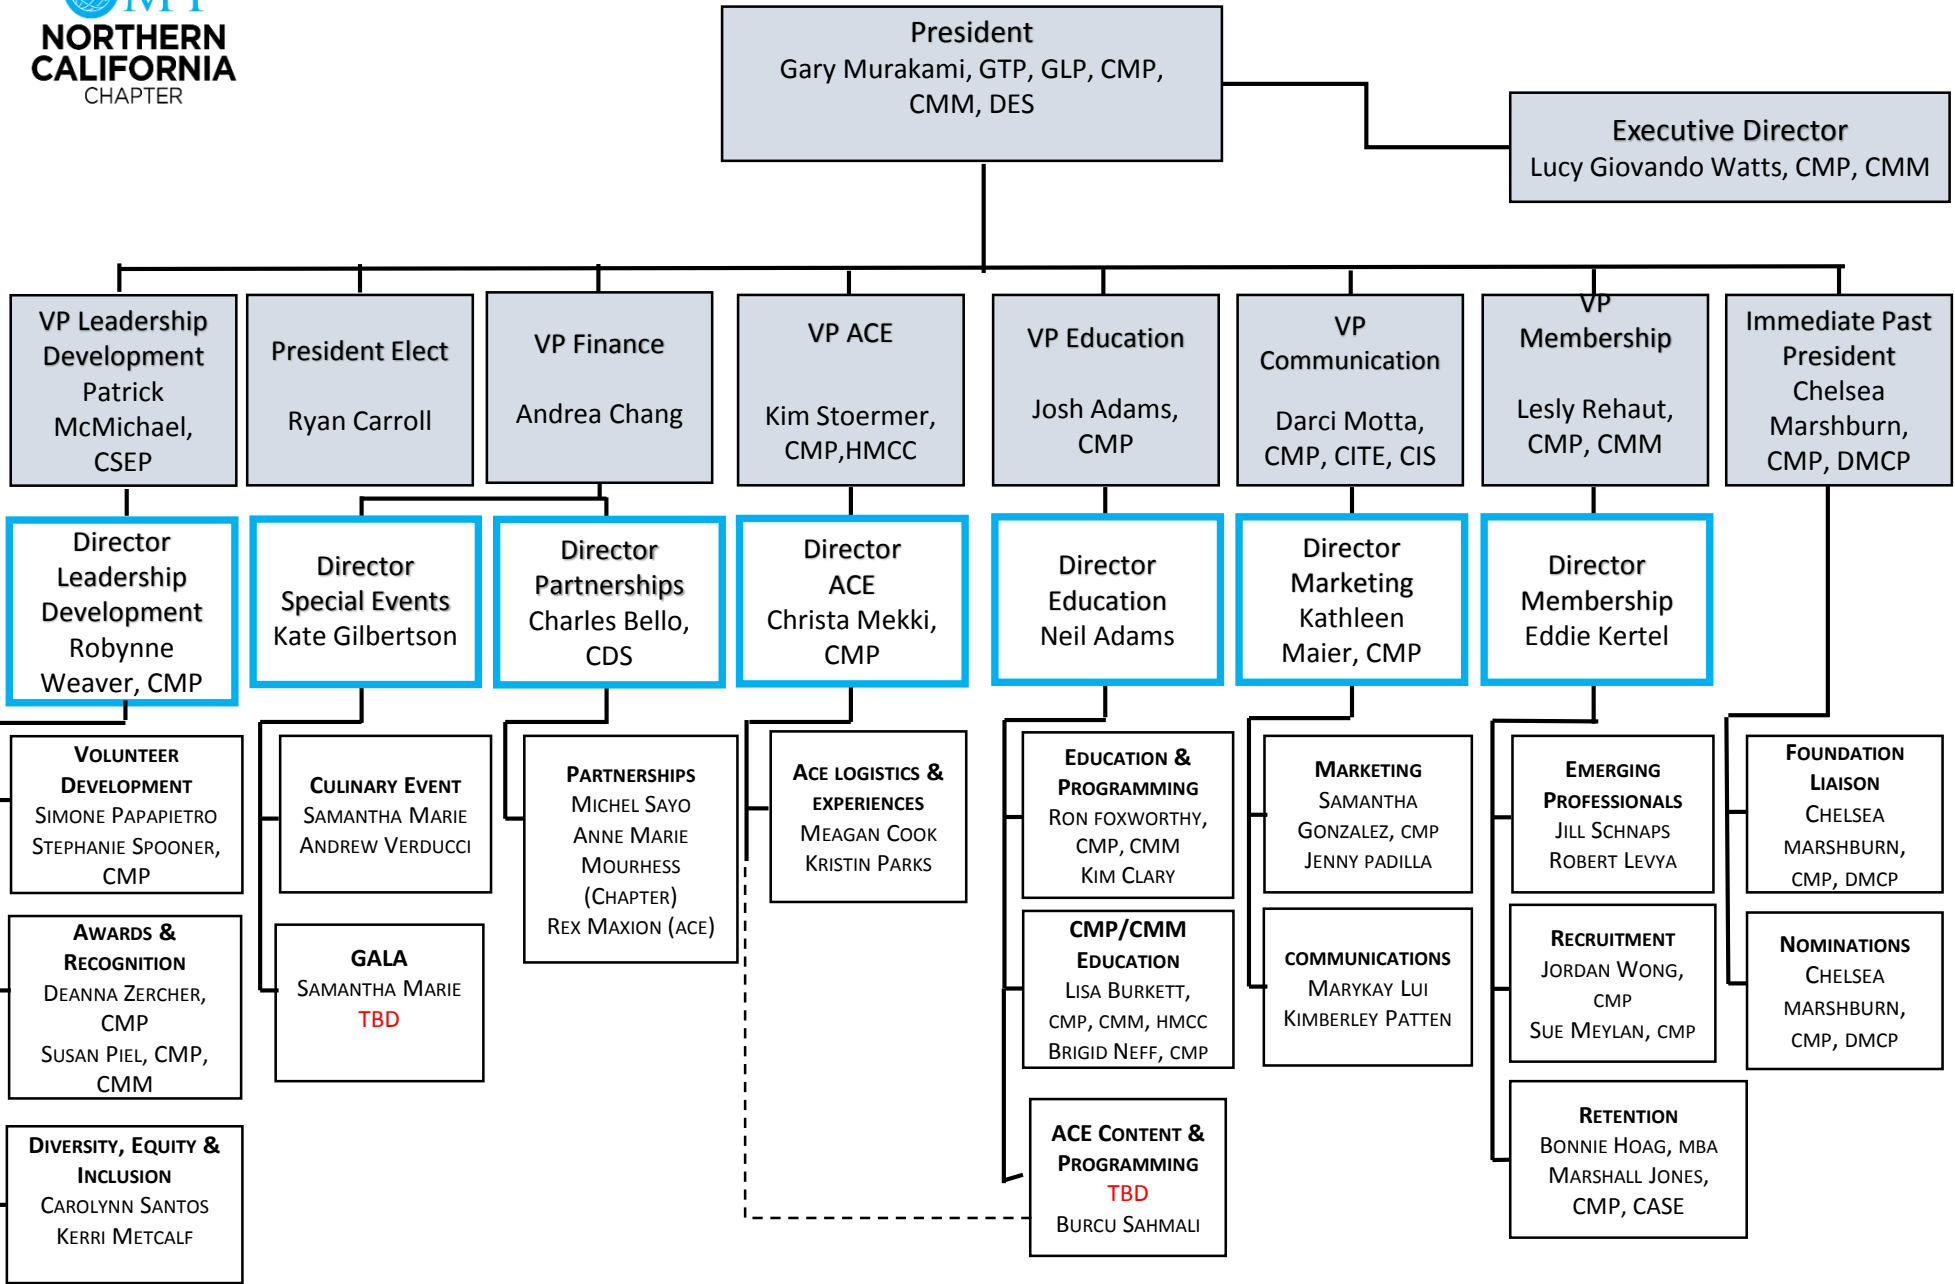 NORTHERN
CALIFORNIA
CHAPTER
President
Gary Murakami, GTP, GLP, CMP,
CMM, DES
Executive Director
Lucy Giovando Watts, CMP, CMM
VP Leadership
Development
Patrick
McMichael,
CSEP
President Elect
Ryan Carroll
VP Finance
Andrea Chang
VP ACE
Kim Stoermer,
CMP,HMCC
VP Education
Josh Adams,
CMP
VP
Communication
Darci Motta,
CMP, CITE, CIS
VP
Membership
Lesly Rehaut,
CMP, CMM
Immediate Past
President
Chelsea
Marshburn,
CMP, DMCP
Director
Leadership
Development
Robynne
Weaver, CMP
Director
Special Events
Kate Gilbertson
Director
Partnerships
Charles Bello,
CDS
Director
ACE
Christa Mekki,
CMP
Director
Education
Neil Adams
Director
Marketing
Kathleen
Maier, CMP
Director
Membership
Eddie Kertel
VOLUNTEER
DEVELOPMENT
SIMONE PAPAPIETRO
STEPHANIE SPOONER,
CMP
AWARDS &
RECOGNITION
DEANNA ZERCHER,
CMP
SUSAN PIEL, CMP,
CMM
DIVERSITY, EQUITY &
INCLUSION
CAROLYNN SANTOS
KERRI METCALF
CULINARY EVENT
SAMANTHA MARIE
ANDREW VERDUCCI
GALA
SAMANTHA MARIE
TBD
PARTNERSHIPS
MICHEL SAYO
ANNE MARIE
MOURHESS
(CHAPTER)
REX MAXION (ACE)
ACE LOGISTICS &
EXPERIENCES
MEAGAN COOK
KRISTIN PARKS
EDUCATION &
PROGRAMMING
RON FOXWORTHY,
CMP, CMM
KIM CLARY
CMP/CMM
EDUCATION
LISA BURKETT,
CMP, CMM, HMCC
BRIGID NEFF, CMP
ACE CONTENT &
PROGRAMMING
TBD
BURCU SAHMALI
MARKETING
SAMANTHA
GONZALEZ, CMP
JENNY PADILLA
COMMUNICATIONS
MARYKAY LUI
KIMBERLEY PATTEN
EMERGING
PROFESSIONALS
JILL SCHNAPS
ROBERT LEVYA
RECRUITMENT
JORDAN WONG,
CMP
SUE MEYLAN, CMP
RETENTION
BONNIE HOAG, MBA
MARSHALL JONES,
CMP, CASE
FOUNDATION
LIAISON
CHELSEA
MARSHBURN,
CMP, DMCP
NOMINATIONS
CHELSEA
MARSHBURN,
CMP, DMCP